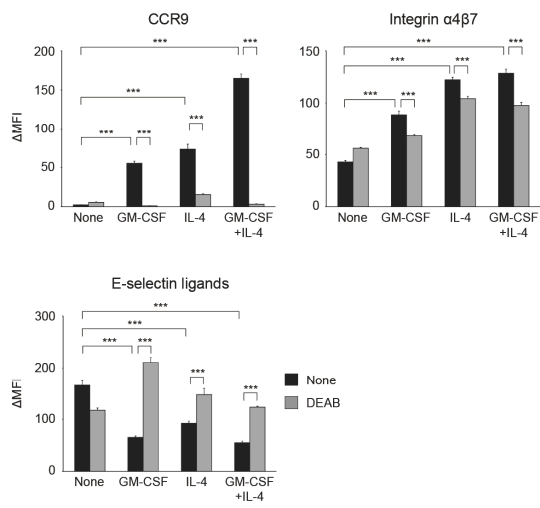 CCR9
Integrin α4β7
200
150
100
50
0
ΔMFI
***
***
***
***
***
***
None
GM-CSF
IL-4
GM-CSF
+IL-4
150
100
50
0
ΔMFI
***
***
***
***
***
***
None
GM-CSF
IL-4
GM-CSF
+IL-4
E-selectin ligands
300
200
100
0
ΔMFI
***
***
***
***
***
***
None
GM-CSF
IL-4
GM-CSF
+IL-4
None
DEAB